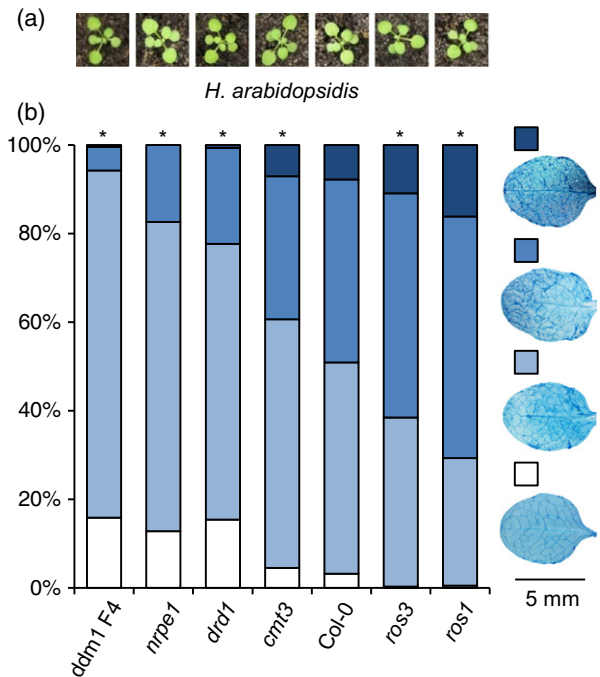 (a)
H. arabidopsidis
(b)
* * * * * *
100%
80%
60%
40%
20%
0%
ddm1 F4 nrpe1 drd1 cmt3 Col-0 ros3 ros1
5 mm